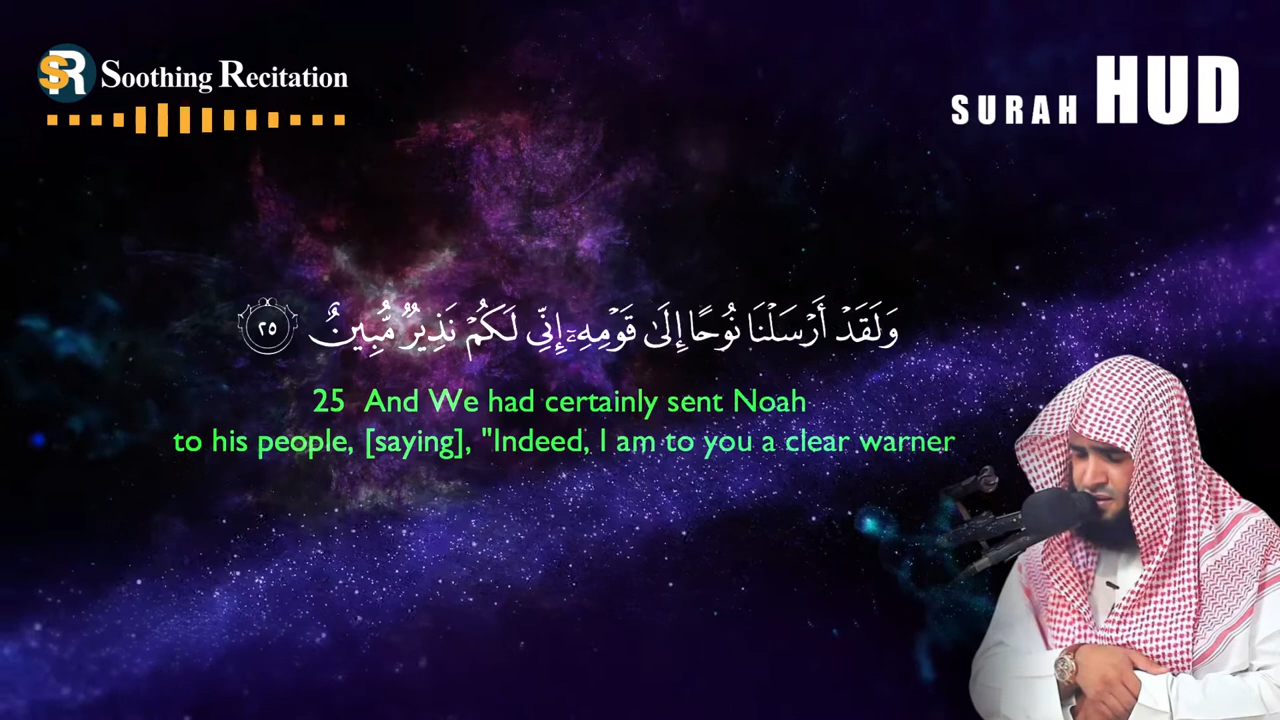 SR Soothing Recitation
SURAH HUD
وَلَقَدۡ أَرۡسَلۡنَا نُوحًا إِلَىٰ قَوۡمِهِۦٓ إِنِّي لَكُمۡ نَذِيرٞ مُّبِينٌ ٢٥
25 And We had certainly sent Noah
to his people, [saying], "Indeed, I am to you a clear warner